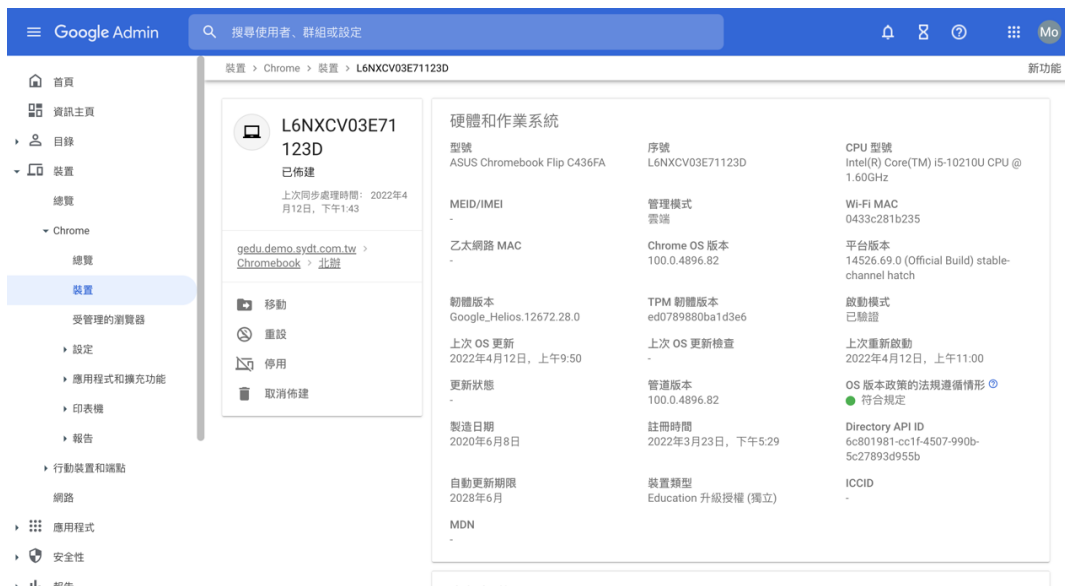 Google Admin
搜尋使用者、群組或設定
Mo
首頁
資訊主頁
目錄
裝置
總覽
Chrome
總覽
裝置
受管理的瀏覽器
設定
應用程式和擴充功能
印表機
報告
行動裝置和端點
網路
應用程式
安全性
報告
裝置 > Chrome > 裝置 > L6NXCV03E71123D
新功能
L6NXCV03E71
123D
已佈建
上次同步處理時間： 2022年4
月12日，下午1:43
gedu.demo.sydt.com.tw >
Chromebook > 北辦
移動
重設
停用
取消佈建
硬體和作業系統
型號
ASUS Chromebook Flip C436FA
序號
L6NXCV03E71123D
CPU 型號
Intel(R) Core(TM) i5-10210U CPU @
1.60GHz
MEID/IMEI
-
管理模式
雲端
Wi-Fi MAC
0433c281b235
乙太網路 MAC
-
Chrome OS 版本
100.0.4896.82
平台版本
14526.69.0 (Official Build) stable-
channel hatch
韌體版本
Google_Helios.12672.28.0
TPM 韌體版本
ed0789880ba1d3e6
啟動模式
已驗證
上次 OS 更新
2022年4月12日，上午9:50
上次 OS 更新檢查
-
上次重新啟動
2022年4月12日，上午11:00
更新狀態
-
管道版本
100.0.4896.82
OS 版本政策的法規遵循情形
符合規定
製造日期
2020年6月8日
註冊時間
2022年3月23日，下午5:29
Directory API ID
6c801981-cc1f-4507-990b-
5c27893d955b
自動更新期限
2028年6月
裝置類型
Education 升級授權 (獨立)
ICCID
-
MDN
-